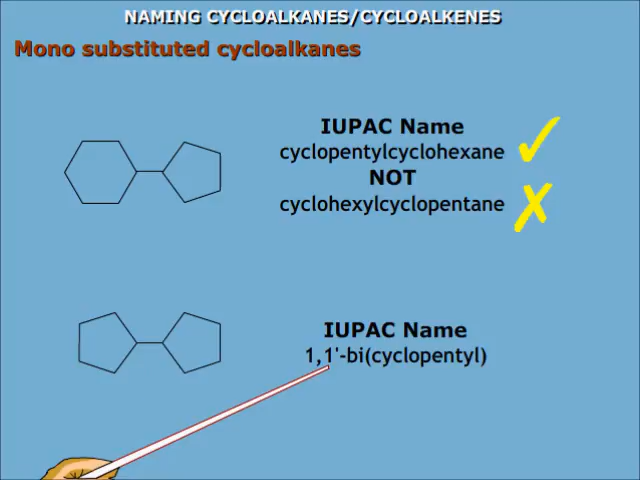 NAMING CYCLOALKANES/CYCLOALKENES
Mono substituted cycloalkanes
IUPAC Name
cyclopentylcyclohexane
NOT
cyclohexylcyclopentane
IUPAC Name
1,1'-bi(cyclopentyl)